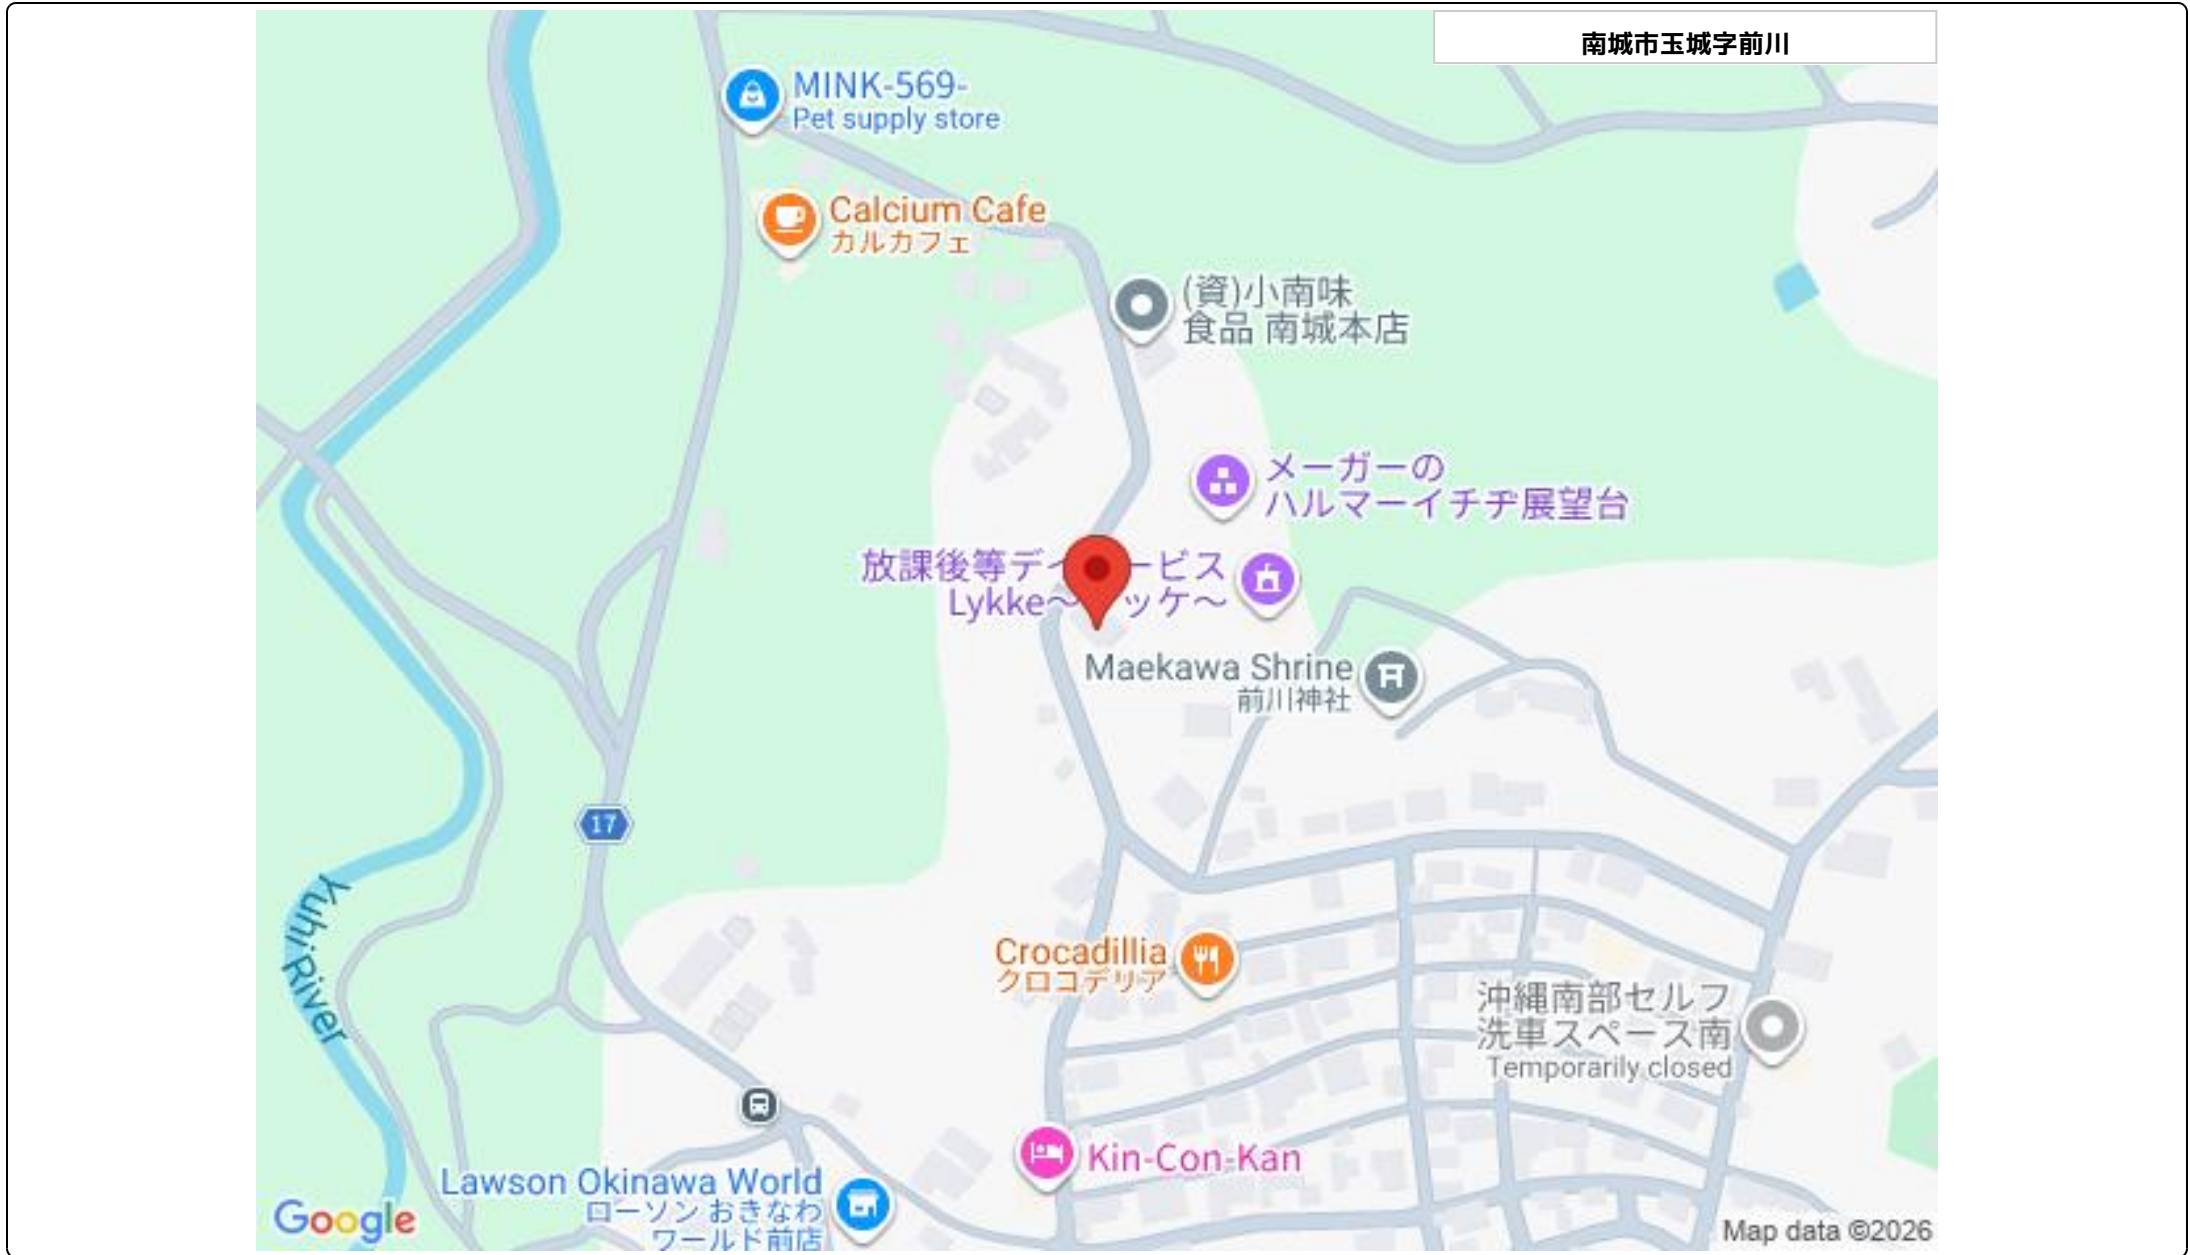 南城市玉城字前川
MINK-569-
Pet supply store
Calcium Cafe
カルカフェ
(資)小南味
食品 南城本店
メーガーの
ハルマーイチヂ展望台
放課後等デイ ービス
Lykke〜 ッケ〜
Maekawa Shrine
前川神社
17
Yuhi River
Crocadillia
クロコデリア
沖縄南部セルフ
洗車スペース南
Temporarily closed
Kin-Con-Kan
Lawson Okinawa World
ローソン おきなわ
ワールド前店
Google
Map data ©2026